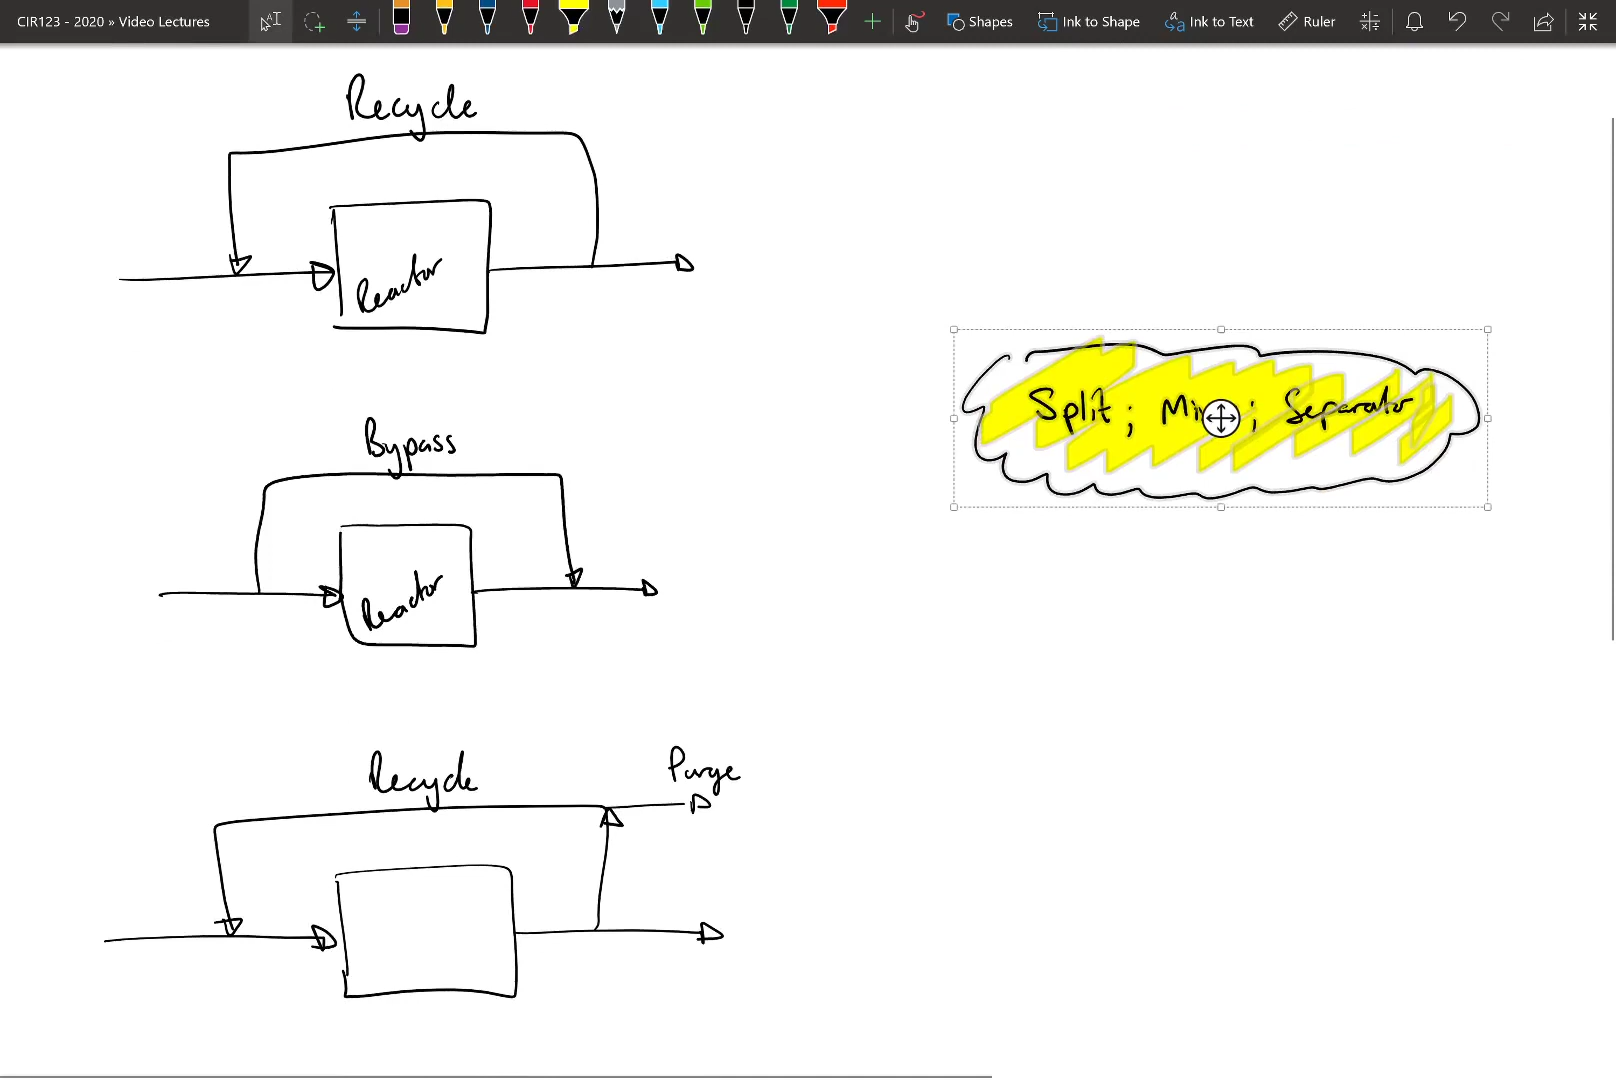 CIR123 - 2020 » Video Lectures
Shapes
Ink to Shape
Ink to Text
Ruler
Recycle
Reactor
Split; ; Separator
Bypass
Reactor
Recycle
Purge